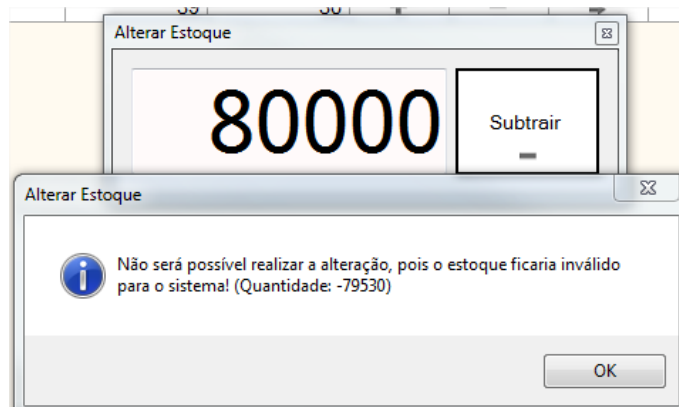 Alterar Estoque
80000
Subtrair
Alterar Estoque
Não será possível realizar a alteração, pois o estoque ficaria inválido
para o sistema! (Quantidade: -79530)
OK